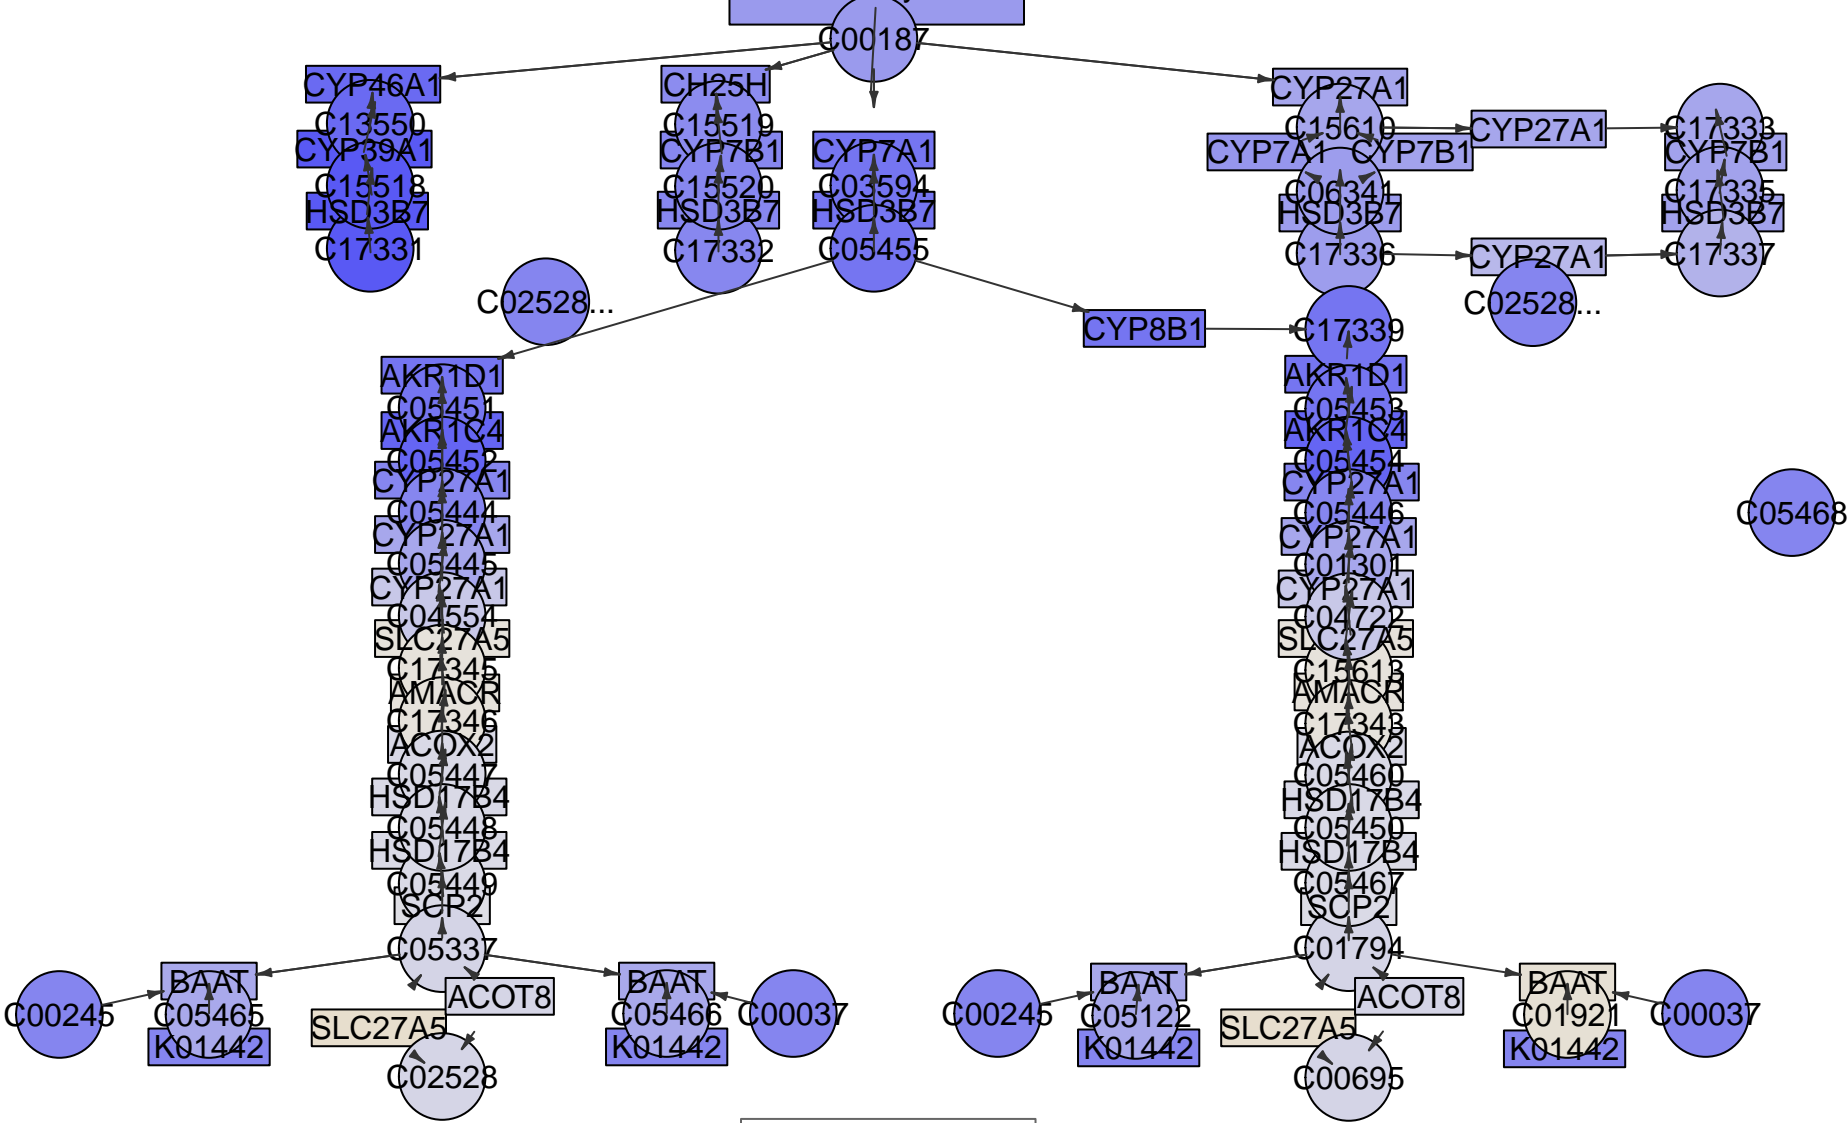 C00187
CYP46A1
CH25H
CYP27A1
C13550
C15519
C15610
CYP27A1
C17333
CYP39A1
CYP7B1
CYP7A1
CYP7A1
CYP7B1
CYP7B1
C15518
C15520
C03594
C06341
C17335
HSD3B7
HSD3B7
HSD3B7
HSD3B7
HSD3B7
C17331
C17332
C05455
C17336
CYP27A1
C17337
C02528...
C02528...
CYP8B1
C17339
AKR1D1
AKR1D1
C05451
C05453
AKR1C4
AKR1C4
C05452
C05454
CYP27A1
CYP27A1
C05444
C05446
C05468
CYP27A1
CYP27A1
C05445
C01301
CYP27A1
CYP27A1
C04554
C04722
SLC27A5
SLC27A5
C17345
C15613
AMACR
AMACR
C17346
C17343
ACOX2
ACOX2
C05447
C05460
HSD17B4
HSD17B4
C05448
C05450
HSD17B4
HSD17B4
C05449
C05467
SCP2
SCP2
C05337
C01794
BAAT
BAAT
BAAT
BAAT
ACOT8
ACOT8
C00245
C05465
C05466
C00037
C00245
C05122
C01921
C00037
SLC27A5
SLC27A5
K01442
K01442
K01442
K01442
C02528
C00695